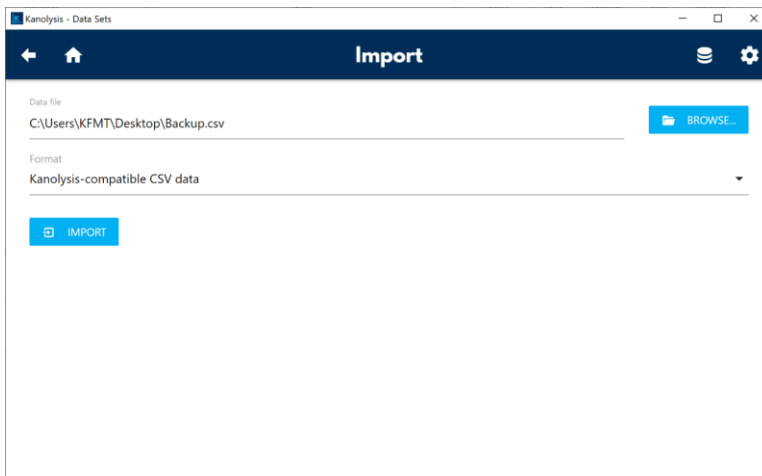 Kanolysis - Data Sets
Import
Data file
C:\Users\KFMT\Desktop\Backup.csv
BROWSE...
Format
Kanolysis-compatible CSV data
IMPORT